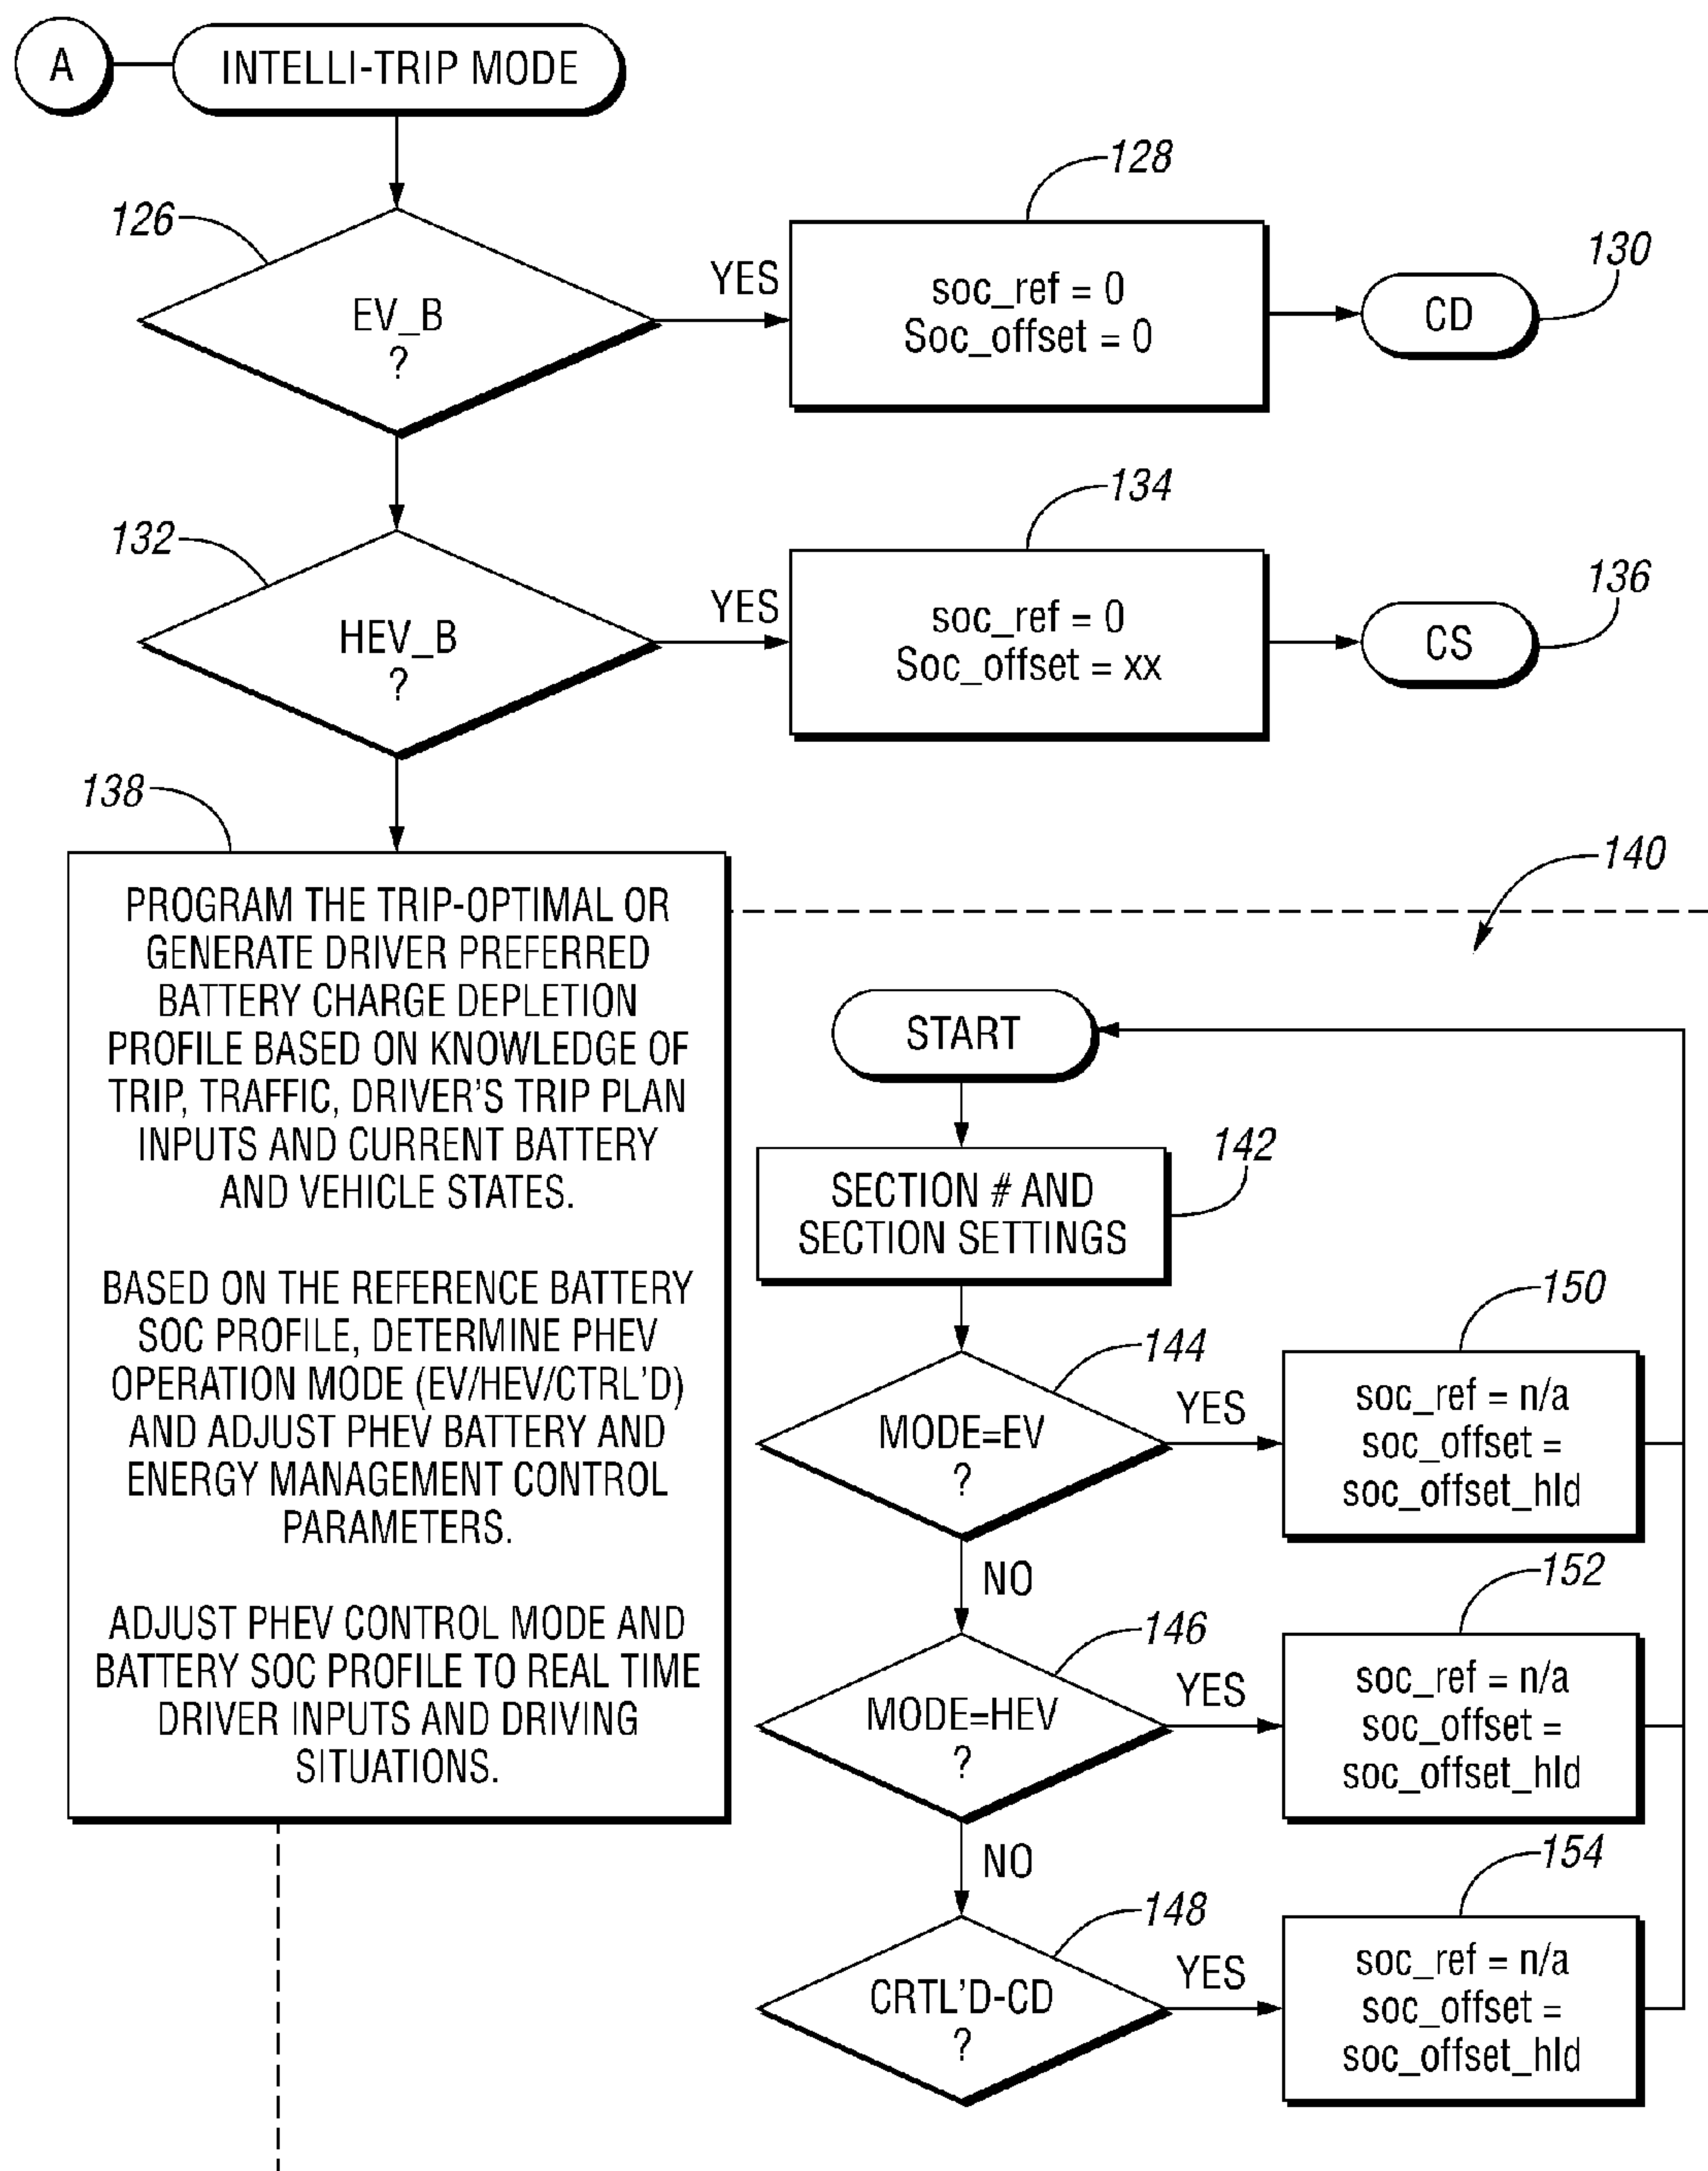 A
INTELLI-TRIP MODE
126
EV_B
?
YES
128
soc_ref = 0
Soc_offset = 0
130
CD
132
HEV_B
?
YES
134
soc_ref = 0
Soc_offset = xx
136
CS
138
PROGRAM THE TRIP-OPTIMAL OR
GENERATE DRIVER PREFERRED
BATTERY CHARGE DEPLETION
PROFILE BASED ON KNOWLEDGE OF
TRIP, TRAFFIC, DRIVER'S TRIP PLAN
INPUTS AND CURRENT BATTERY
AND VEHICLE STATES.
BASED ON THE REFERENCE BATTERY
SOC PROFILE, DETERMINE PHEV
OPERATION MODE (EV/HEV/CTRL'D)
AND ADJUST PHEV BATTERY AND
ENERGY MANAGEMENT CONTROL
PARAMETERS.
ADJUST PHEV CONTROL MODE AND
BATTERY SOC PROFILE TO REAL TIME
DRIVER INPUTS AND DRIVING
SITUATIONS.
140
START
142
SECTION # AND
SECTION SETTINGS
144
MODE=EV
?
YES
150
soc_ref = n/a
soc_offset =
soc_offset_hld
NO
146
MODE=HEV
?
YES
152
soc_ref = n/a
soc_offset =
soc_offset_hld
NO
148
CRTL'D-CD
?
YES
154
soc_ref = n/a
soc_offset =
soc_offset_hld